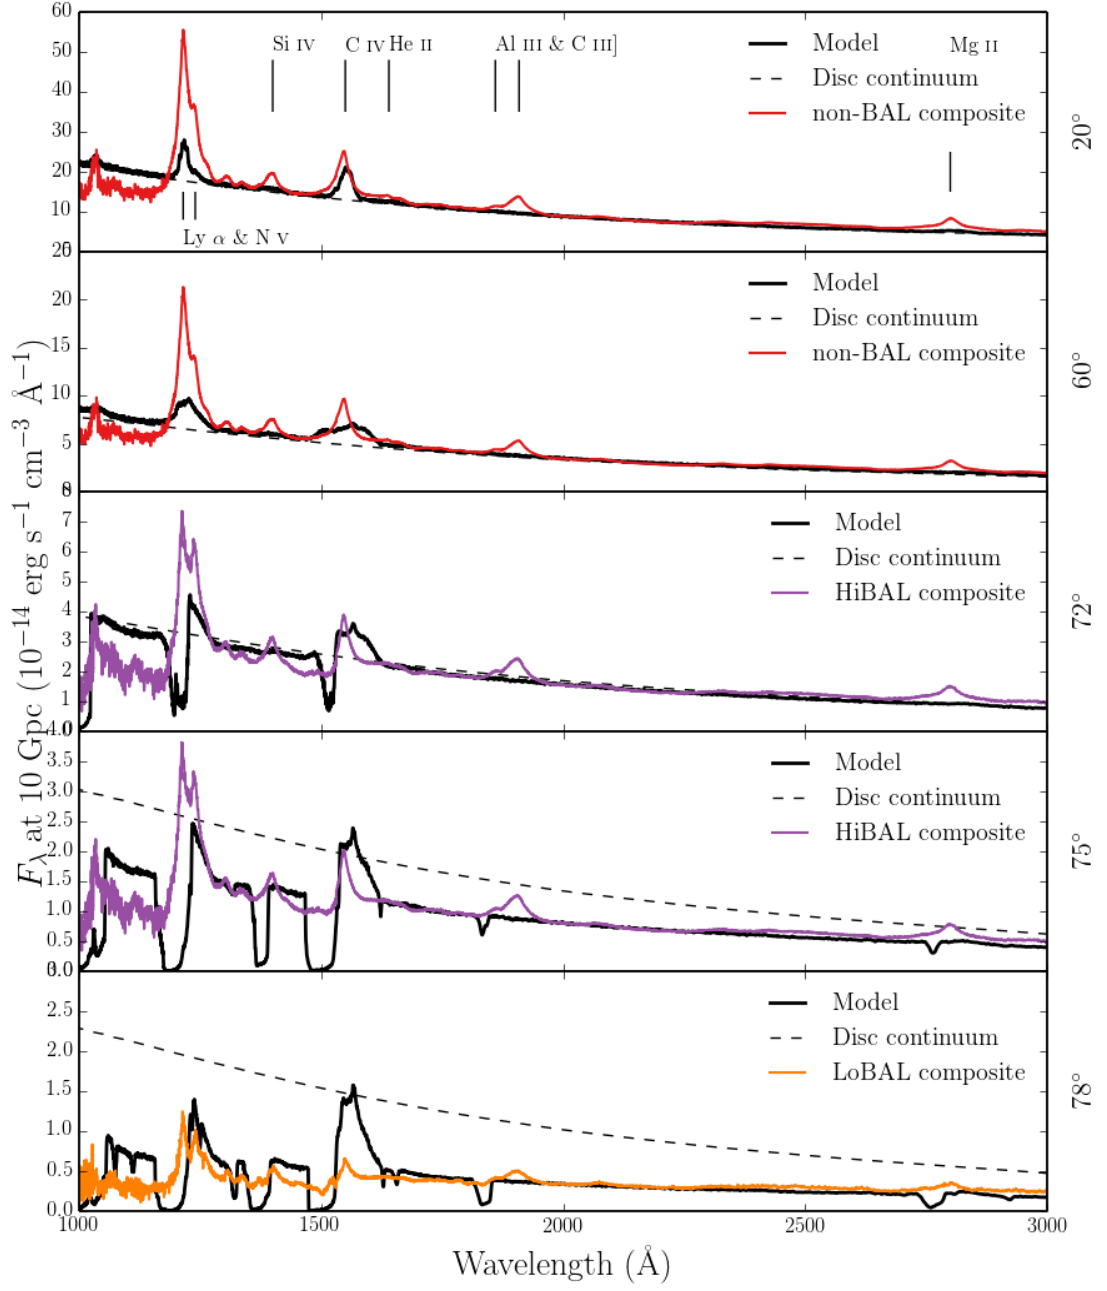 60
50
40
30
20
10
Si IV
C IV
He II
Al III & C III]
Mg II
Ly α & N V
Model
Disc continuum
non-BAL composite
20°
20
15
10
5
Model
Disc continuum
non-BAL composite
60°
7
6
5
4
3
2
1
Model
Disc continuum
HiBAL composite
72°
4.0
3.5
3.0
2.5
2.0
1.5
1.0
0.5
Model
Disc continuum
HiBAL composite
75°
2.5
2.0
1.5
1.0
0.5
0.0
Model
Disc continuum
LoBAL composite
78°
1000
1500
2000
2500
3000
Wavelength (Å)
F_λ at 10 Gpc (10⁻¹⁴ erg s⁻¹ cm⁻³ Å⁻¹)